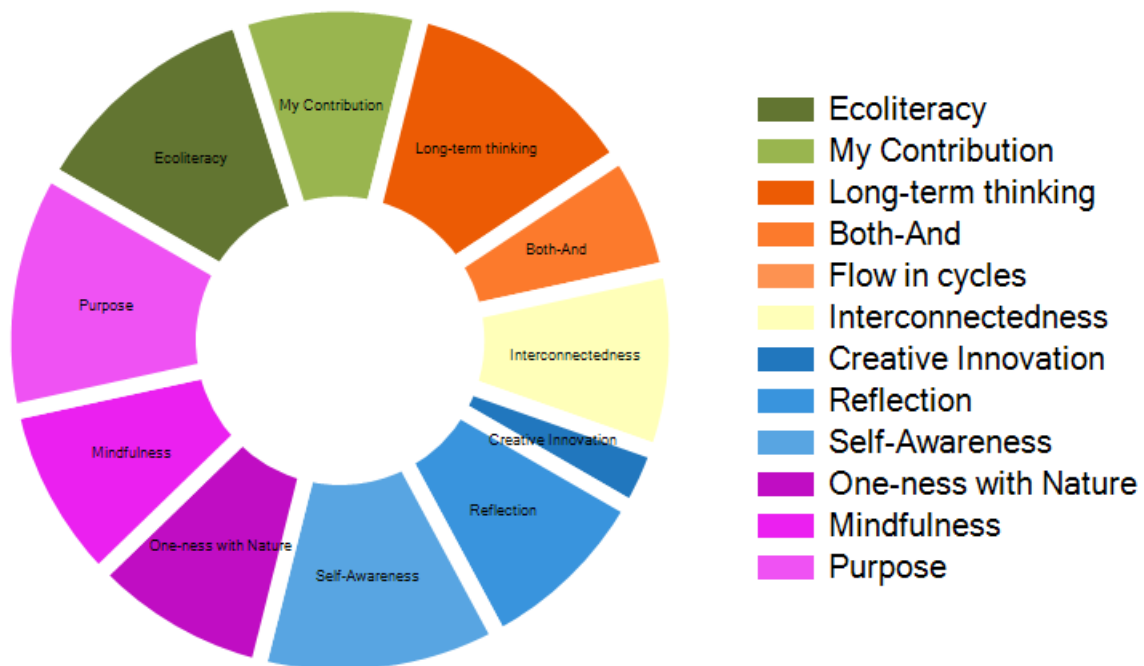 My Contribution
Long-term thinking
Ecoliteracy
Both-And
Purpose
Interconnectedness
Creative Innovation
Mindfulness
Reflection
One-ness with Nature
Self-Awareness
Ecoliteracy
My Contribution
Long-term thinking
Both-And
Flow in cycles
Interconnectedness
Creative Innovation
Reflection
Self-Awareness
One-ness with Nature
Mindfulness
Purpose